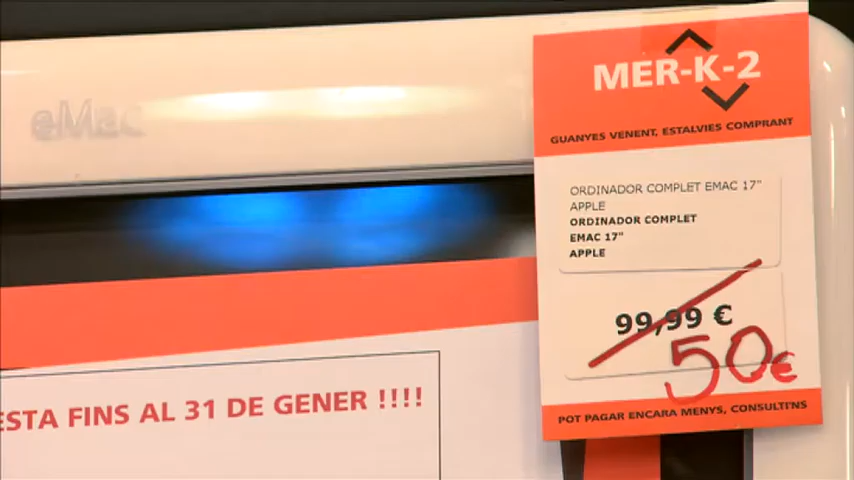 eMac
MER-K-2
GUANYES VENENT, ESTALVIES COMPRANT
ORDINADOR COMPLET EMAC 17"
APPLE
ORDINADOR COMPLET
EMAC 17"
APPLE
99,99 €
50€
POT PAGAR ENCARA MENYS, CONSULTI'NS
ESTA FINS AL 31 DE GENER !!!!